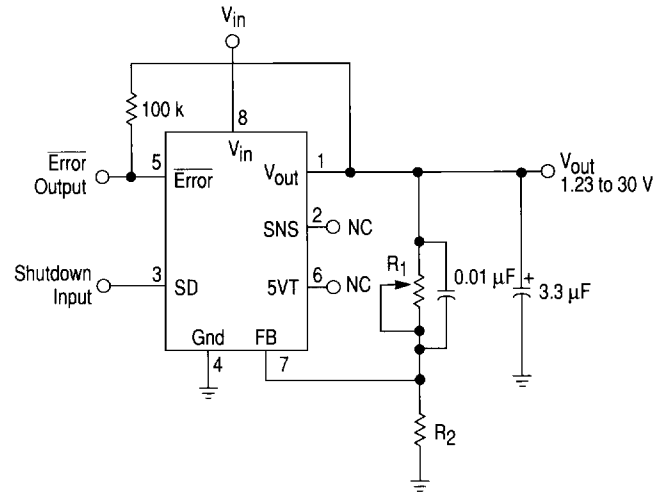 Vin
100 k
8
Vin
5
Error
Error
Output
Vout
1
Vout
1.23 to 30 V
SNS
2
NC
Shutdown
Input
3
SD
5VT
6
NC
R1
0.01 µF
+
3.3 µF
Gnd
4
FB
7
R2